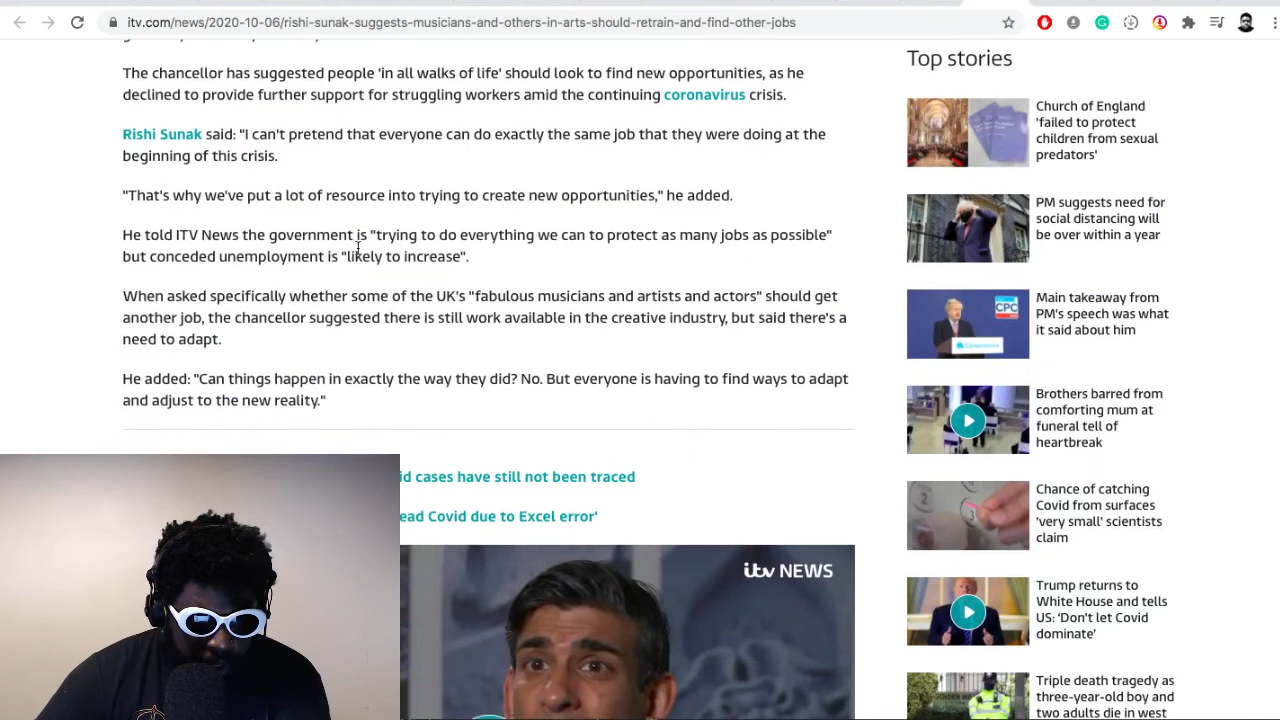 itv.com/news/2020-10-06/rishi-sunak-suggests-musicians-and-others-in-arts-should-retrain-and-find-other-jobs
The chancellor has suggested people 'in all walks of life' should look to find new opportunities, as he
declined to provide further support for struggling workers amid the continuing coronavirus crisis.
Rishi Sunak said: "I can't pretend that everyone can do exactly the same job that they were doing at the
beginning of this crisis.
"That's why we've put a lot of resource into trying to create new opportunities," he added.
He told ITV News the government is "trying to do everything we can to protect as many jobs as possible"
but conceded unemployment is "likely to increase".
When asked specifically whether some of the UK's "fabulous musicians and artists and actors" should get
another job, the chancellor suggested there is still work available in the creative industry, but said there's a
need to adapt.
He added: "Can things happen in exactly the way they did? No. But everyone is having to find ways to adapt
and adjust to the new reality."
id cases have still not been traced
ead Covid due to Excel error'
itv NEWS
Top stories
Church of England
'failed to protect
children from sexual
predators'
PM suggests need for
social distancing will
be over within a year
CPC
Main takeaway from
PM's speech was what
it said about him
Brothers barred from
comforting mum at
funeral tell of
heartbreak
Chance of catching
Covid from surfaces
'very small' scientists
claim
Trump returns to
White House and tells
US: 'Don't let Covid
dominate'
Triple death tragedy as
three-year-old boy and
two adults die in west